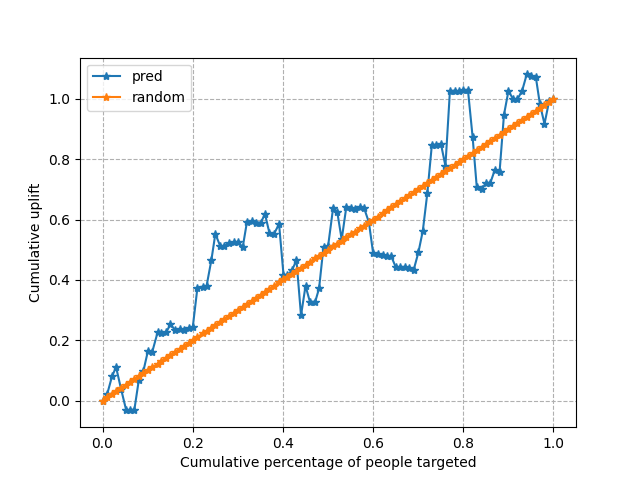 pred
random
1.0
0.8
0.6
0.4
0.2
0.0
Cumulative uplift
0.0 0.2 0.4 0.6 0.8 1.0
Cumulative percentage of people targeted